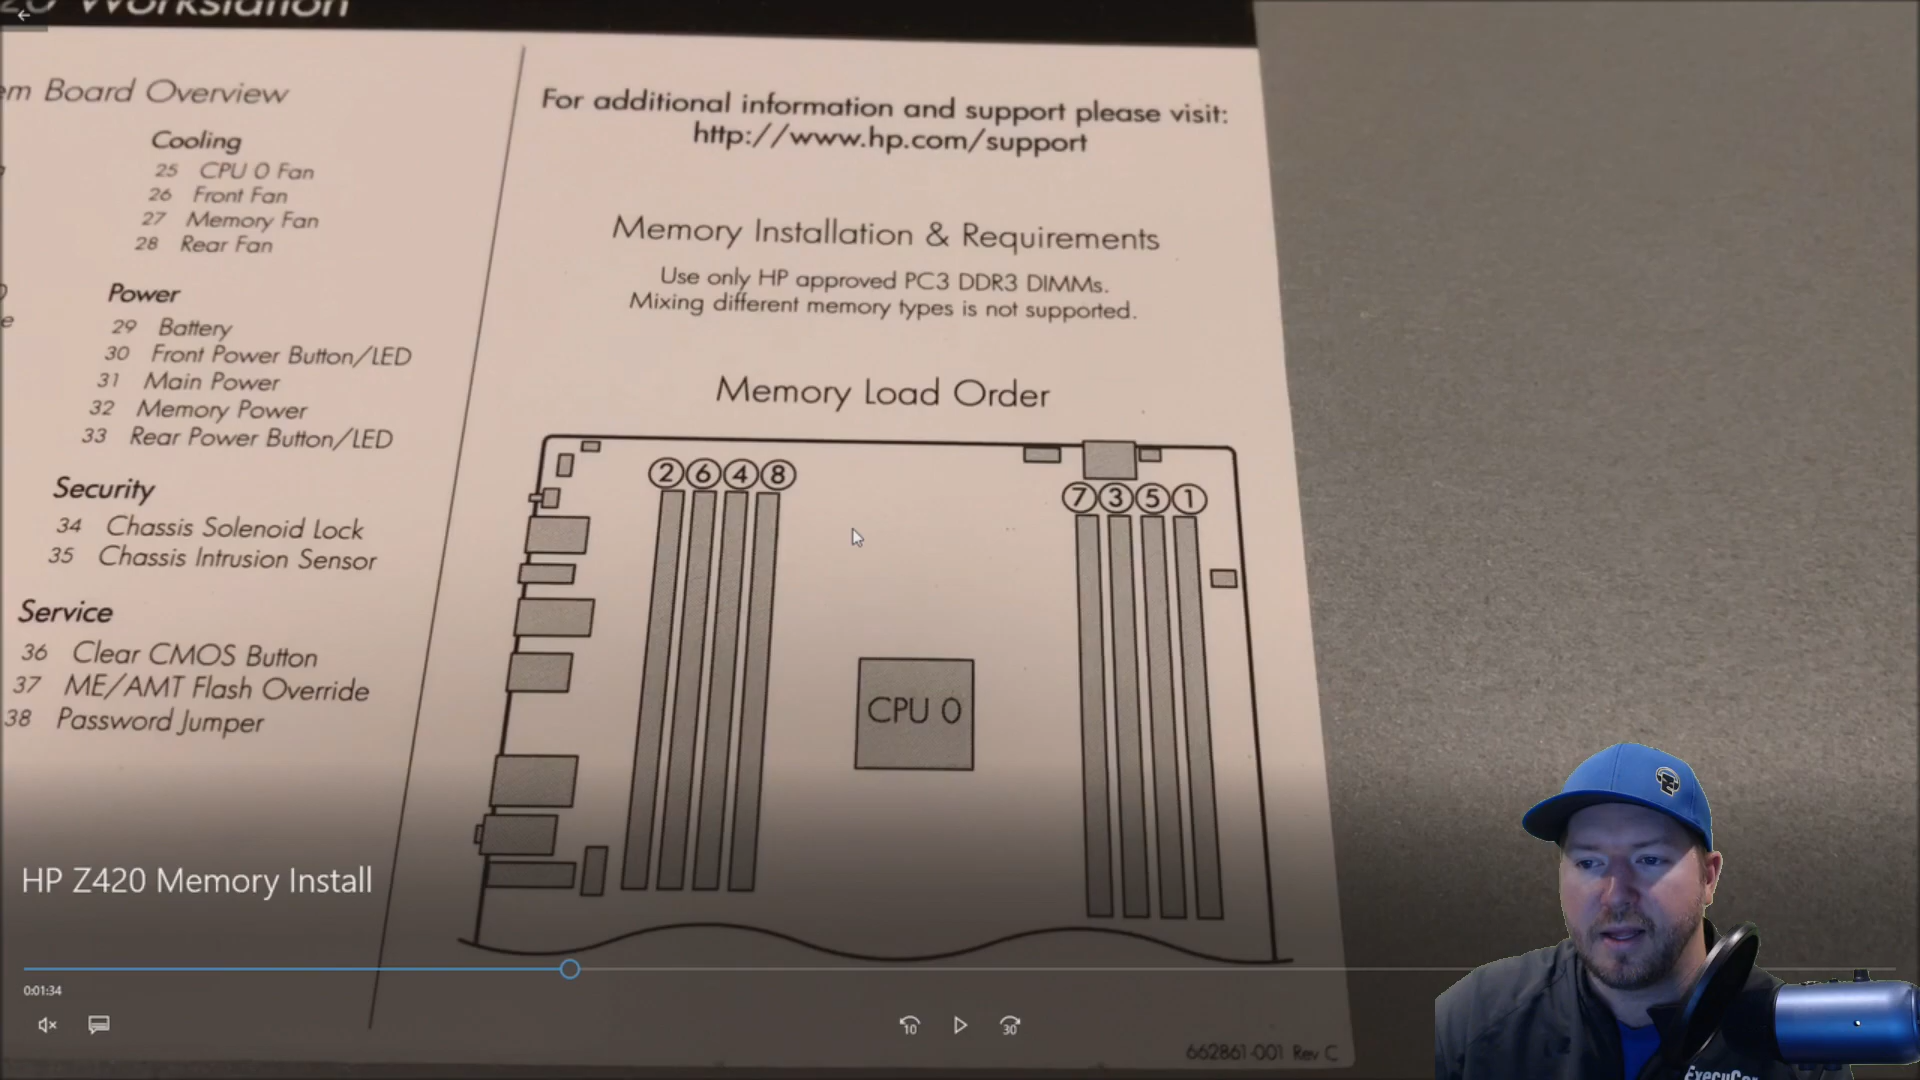 Workstation
em Board Overview
Cooling
25 CPU 0 Fan
26 Front Fan
27 Memory Fan
28 Rear Fan
Power
29 Battery
30 Front Power Button/LED
31 Main Power
32 Memory Power
33 Rear Power Button/LED
Security
34 Chassis Solenoid Lock
35 Chassis Intrusion Sensor
Service
36 Clear CMOS Button
37 ME/AMT Flash Override
38 Password Jumper
For additional information and support please visit:
http://www.hp.com/support
Memory Installation & Requirements
Use only HP approved PC3 DDR3 DIMMs.
Mixing different memory types is not supported.
Memory Load Order
2 6 4 8
7 3 5 1
CPU 0
662861-001 Rev C
HP Z420 Memory Install
0:01:34
10
30